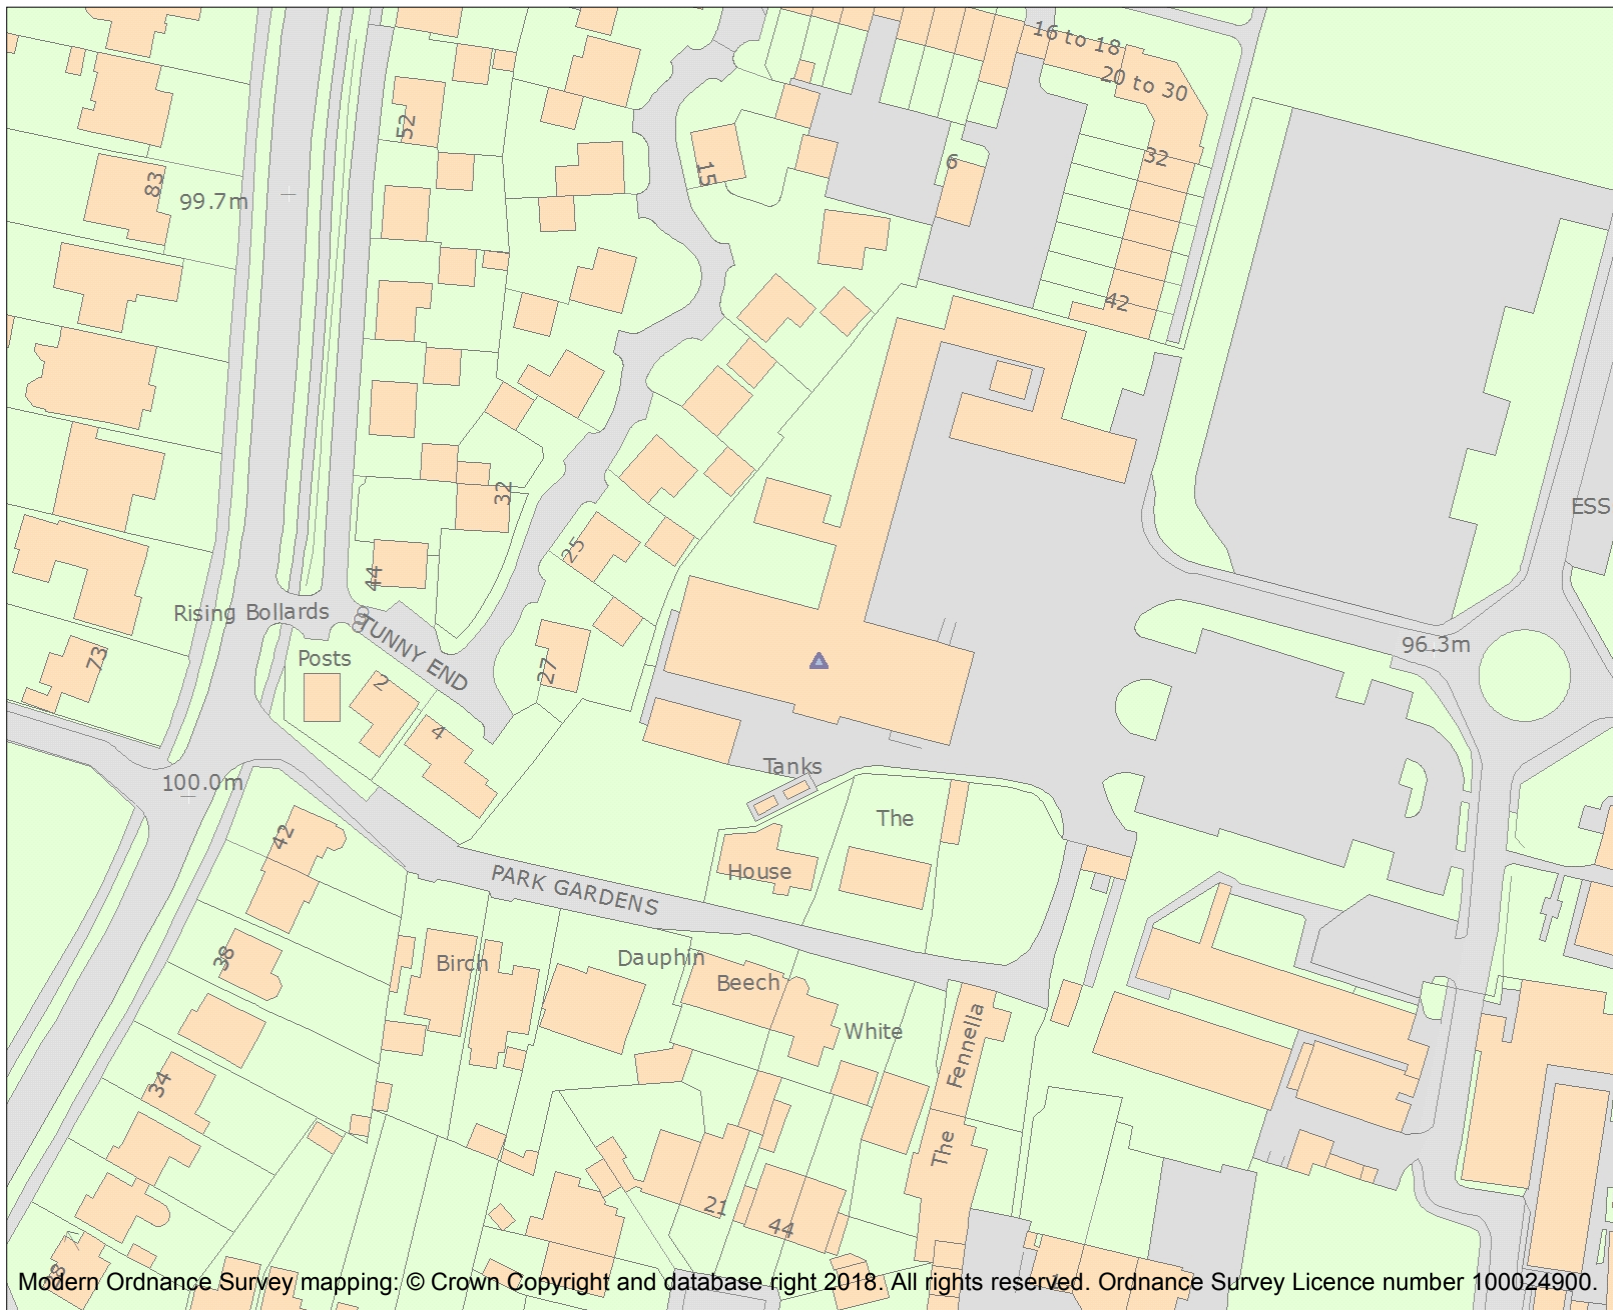 16 to 18
20 to 30
52
15
6
32
83
99.7m
42
32
ESS
25
44
Rising Bollards
8
TUNNY END
96.3m
Posts
73
27
2
4
Tanks
100.0m
The
42
House
PARK GARDENS
38
Birch
Dauphin
Beech
White
Fennella
34
The
21
44
Modern Ordnance Survey mapping: © Crown Copyright and database right 2018. All rights reserved. Ordnance Survey Licence number 100024900.